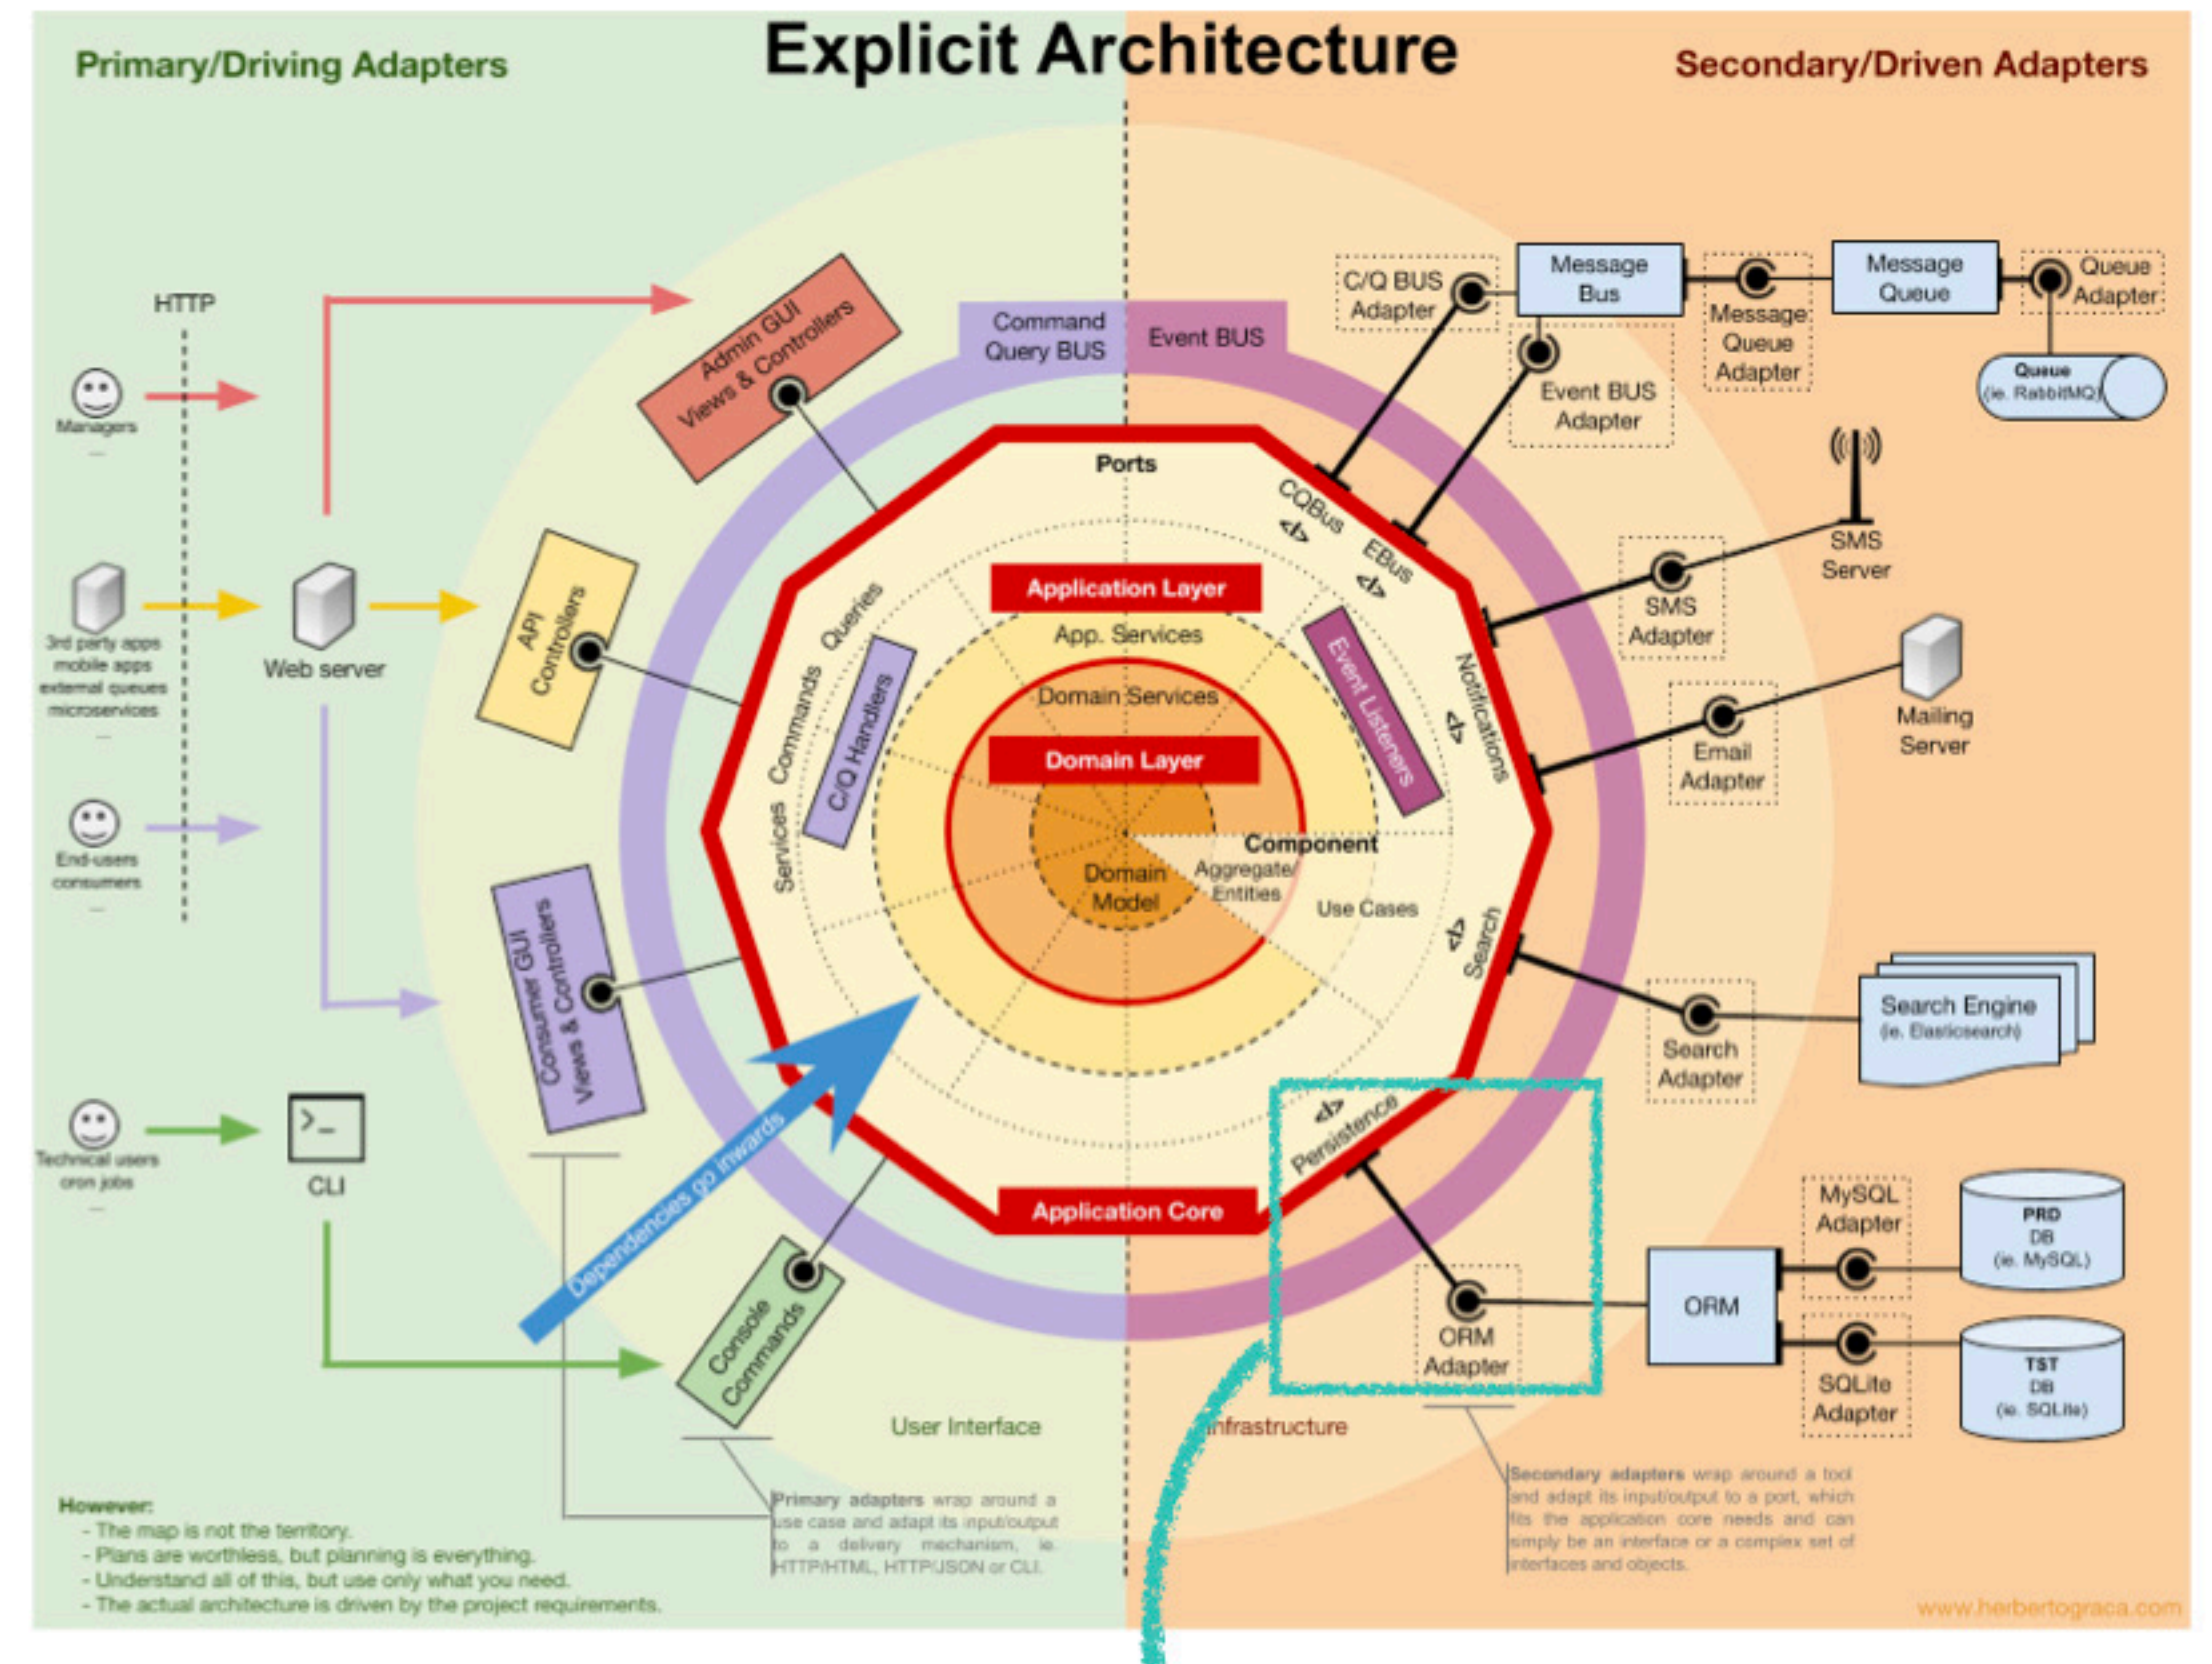 Explicit Architecture
Primary/Driving Adapters
Secondary/Driven Adapters
HTTP
Managers
...
3rd party apps
mobile apps
external queues
microservices
...
End-users
consumers
...
Technical users
cron jobs
...
Web server
>_
CLI
Admin GUI
Views & Controllers
API
Controllers
Consumer GUI
Views & Controllers
Console
Commands
Command
Query BUS
Event BUS
Ports
Queries
Commands
Services
C/Q Handlers
Application Layer
App. Services
Domain Services
Domain Layer
Domain
Model
Component
Aggregate/
Entities
Use Cases
Event Listeners
CQBus
</>
EBus
</>
Notifications
</>
Search
</>
Persistence
</>
Application Core
Dependencies go inwards
C/Q BUS
Adapter
Message
Bus
Event BUS
Adapter
Message
Queue
Adapter
Message
Queue
Queue
Adapter
Queue
(ie. RabbitMQ)
SMS
Server
SMS
Adapter
Mailing
Server
Email
Adapter
Search Engine
(ie. Elasticsearch)
Search
Adapter
ORM
Adapter
ORM
MySQL
Adapter
PRD
DB
(ie. MySQL)
SQLite
Adapter
TST
DB
(ie. SQLite)
User Interface
Infrastructure
Primary adapters wrap around a
use case and adapt its input/output
to a delivery mechanism, ie.
HTTP/HTML, HTTP/JSON or CLI.
Secondary adapters wrap around a tool
and adapt its input/output to a port, which
fits the application core needs and can
simply be an interface or a complex set of
interfaces and objects.
However:
- The map is not the territory.
- Plans are worthless, but planning is everything.
- Understand all of this, but use only what you need.
- The actual architecture is driven by the project requirements.
www.herbertograca.com